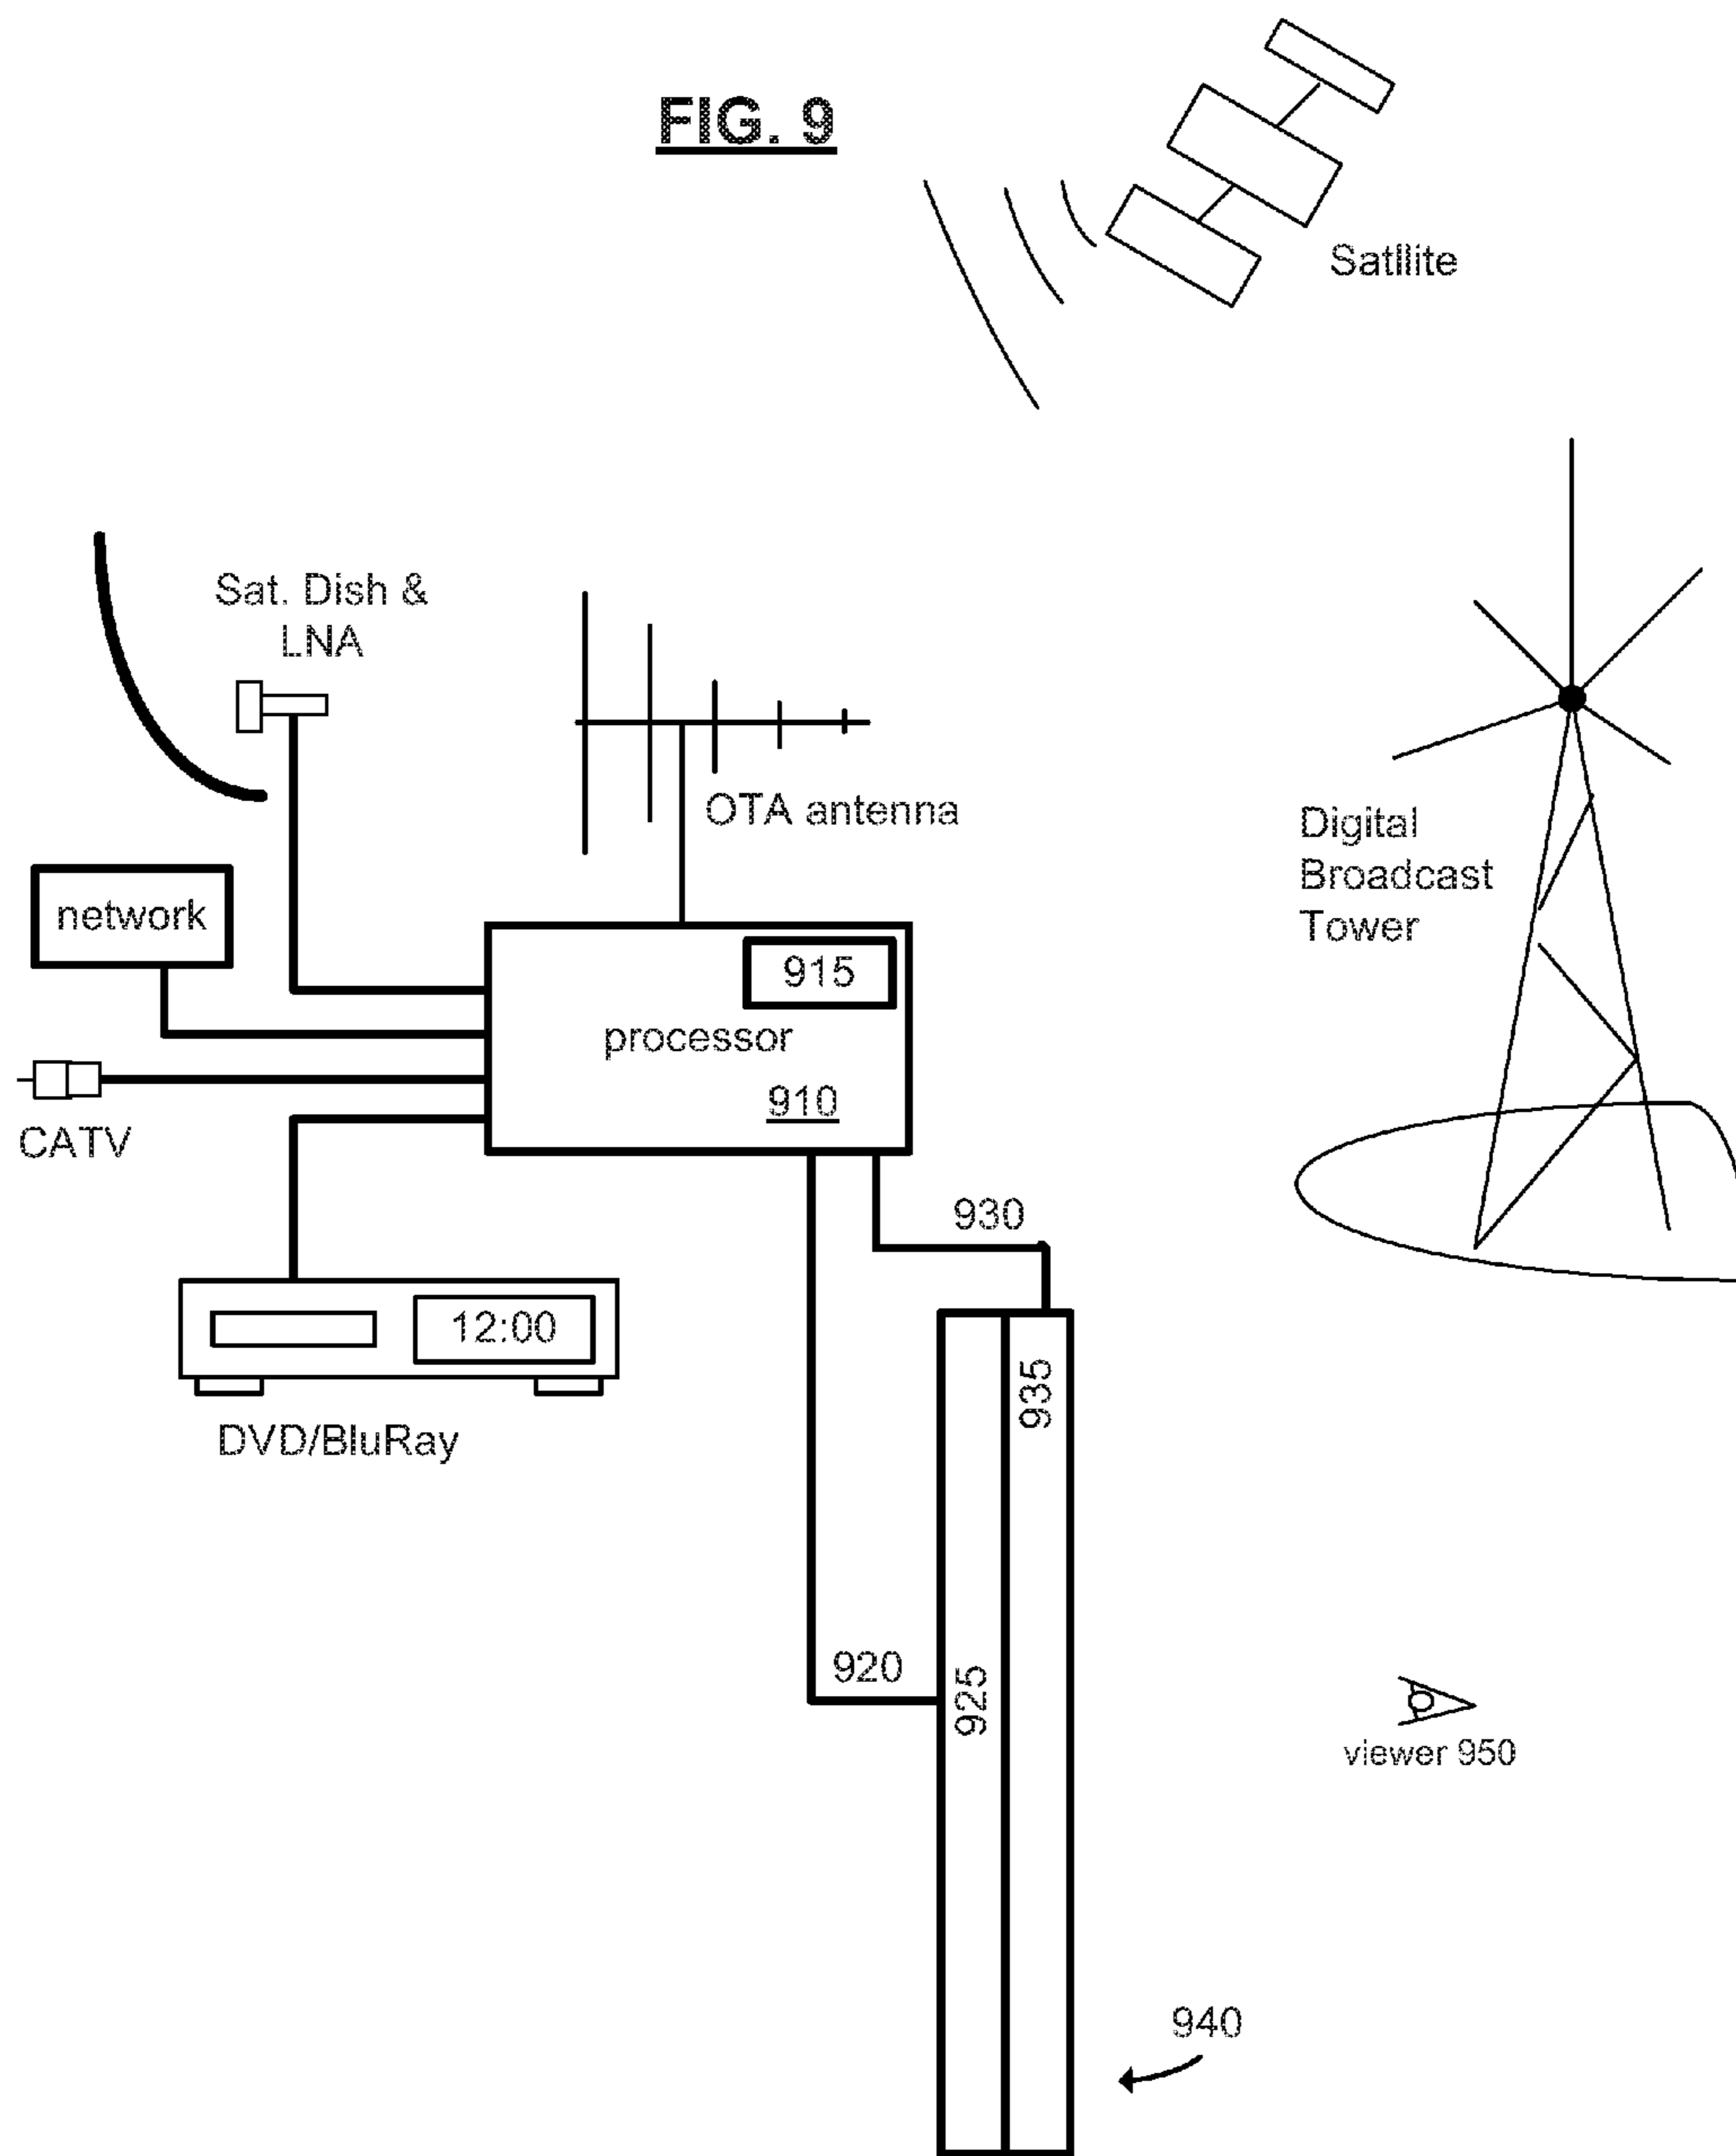 FIG. 9
Satllite
Sat. Dish &
LNA
OTA antenna
Digital
Broadcast
Tower
network
915
processor
910
CATV
930
12:00
935
DVD/BluRay
920
925
viewer 950
940